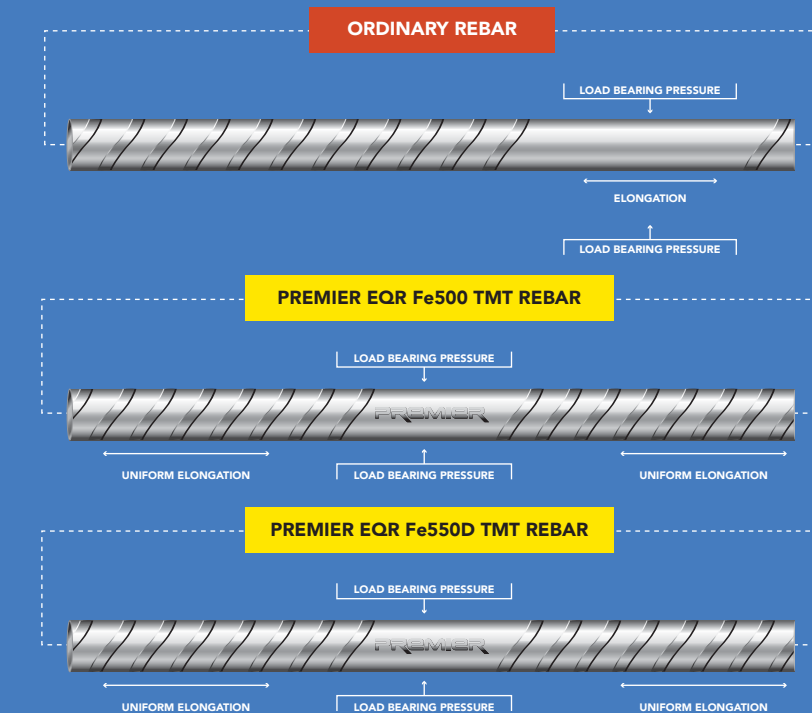 ORDINARY REBAR
LOAD BEARING PRESSURE
ELONGATION
LOAD BEARING PRESSURE
PREMIER EQR Fe500 TMT REBAR
LOAD BEARING PRESSURE
PREMIER
UNIFORM ELONGATION
LOAD BEARING PRESSURE
UNIFORM ELONGATION
PREMIER EQR Fe550D TMT REBAR
LOAD BEARING PRESSURE
PREMIER
UNIFORM ELONGATION
LOAD BEARING PRESSURE
UNIFORM ELONGATION